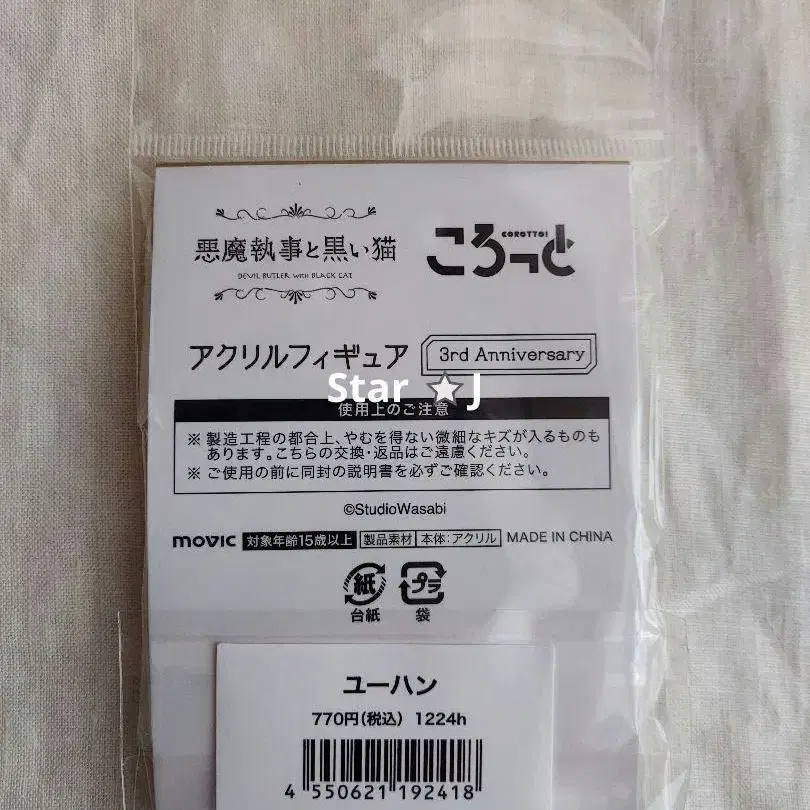 悪魔執事と黒い猫
DEVIL BUTLER with BLACK CAT
COROTTO!
ころっと
アクリルフィギュア
3rd Anniversary
Star ★J
使用上のご注意
※ 製造工程の都合上、やむを得ない微細なキズが入るものも
あります。こちらの交換・返品はご遠慮ください。
※ ご使用の前に同封の説明書を必ずご確認ください。
©StudioWasabi
movic 対象年齢15歳以上 製品素材 本体:アクリル MADE IN CHINA
紙 プラ
台紙 袋
ユーハン
770円(税込) 1224h
4 550621 192418